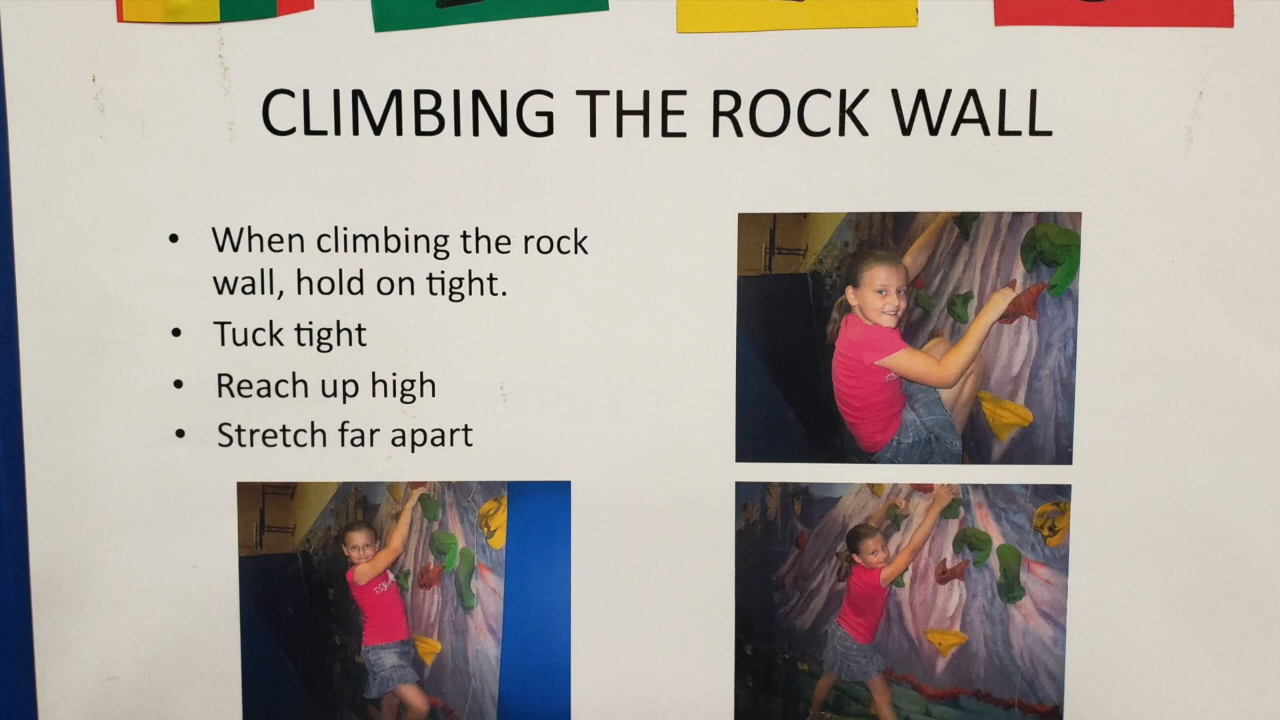 CLIMBING THE ROCK WALL
• When climbing the rock
wall, hold on tight.
• Tuck tight
• Reach up high
• Stretch far apart